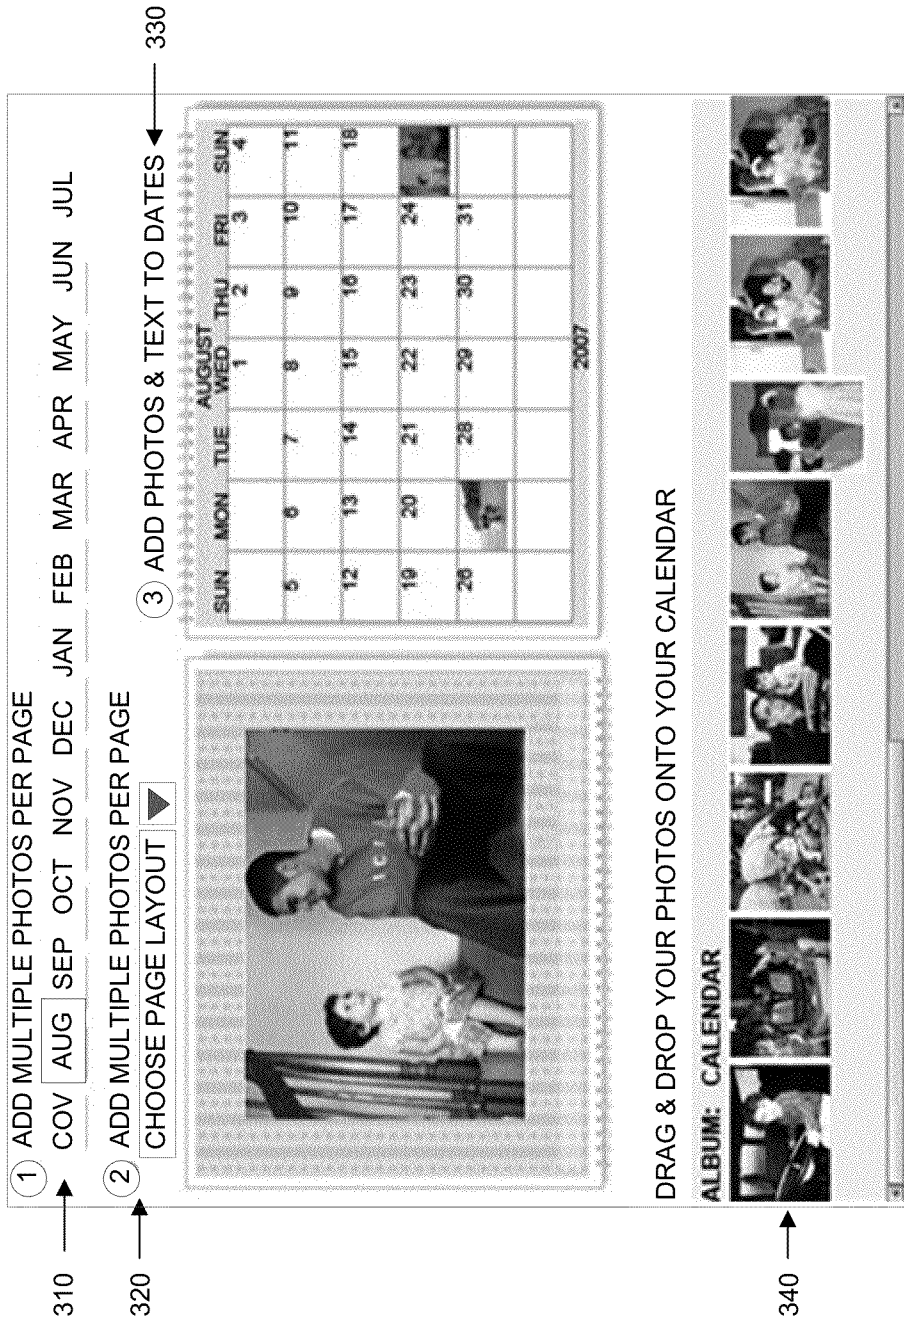 ① ADD MULTIPLE PHOTOS PER PAGE
310
COV AUG SEP OCT NOV DEC JAN FEB MAR APR MAY JUN JUL
② ADD MULTIPLE PHOTOS PER PAGE
320
CHOOSE PAGE LAYOUT
③ ADD PHOTOS & TEXT TO DATES
330
AUGUST
SUN MON TUE WED THU FRI SUN
1 2 3 4
5 6 7 8 9 10 11
12 13 14 15 16 17 18
19 20 21 22 23 24
26 28 29 30 31
2007
DRAG & DROP YOUR PHOTOS ONTO YOUR CALENDAR
ALBUM: CALENDAR
340